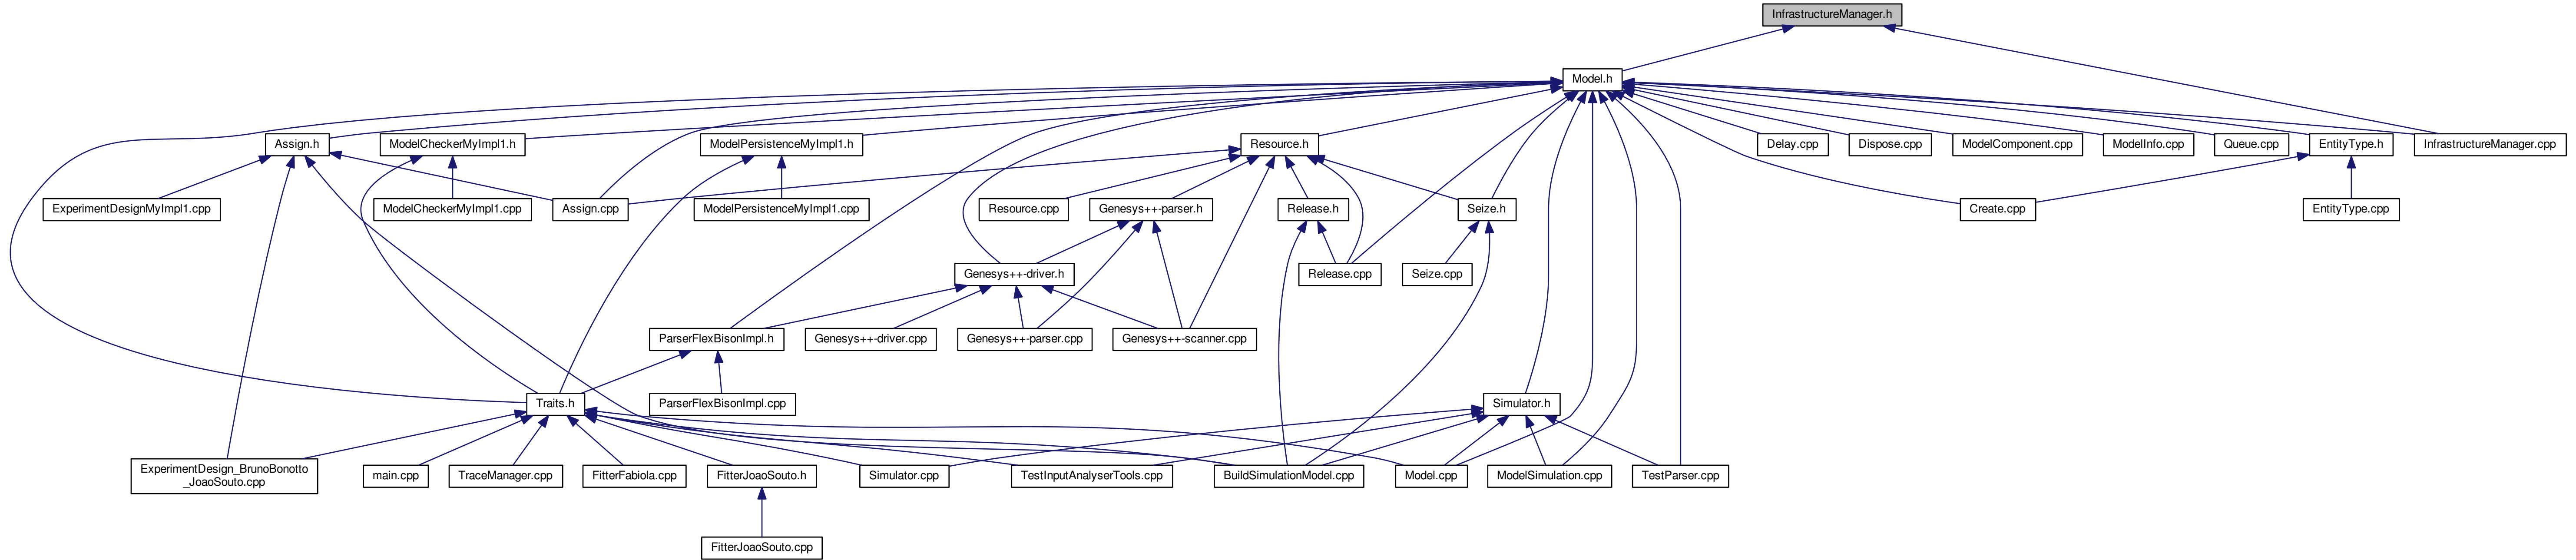 InfrastructureManager.h
Model.h
Assign.h
ModelCheckerMyImpl1.h
ModelPersistenceMyImpl1.h
Resource.h
Delay.cpp
Dispose.cpp
ModelComponent.cpp
ModelInfo.cpp
Queue.cpp
EntityType.h
InfrastructureManager.cpp
ExperimentDesignMyImpl1.cpp
ModelCheckerMyImpl1.cpp
Assign.cpp
ModelPersistenceMyImpl1.cpp
Resource.cpp
Genesys++-parser.h
Release.h
Seize.h
Create.cpp
EntityType.cpp
Genesys++-driver.h
Release.cpp
Seize.cpp
ParserFlexBisonImpl.h
Genesys++-driver.cpp
Genesys++-parser.cpp
Genesys++-scanner.cpp
Traits.h
ParserFlexBisonImpl.cpp
Simulator.h
ExperimentDesign_BrunoBonotto
_JoaoSouto.cpp
main.cpp
TraceManager.cpp
FitterFabiola.cpp
FitterJoaoSouto.h
Simulator.cpp
TestInputAnalyserTools.cpp
BuildSimulationModel.cpp
Model.cpp
ModelSimulation.cpp
TestParser.cpp
FitterJoaoSouto.cpp